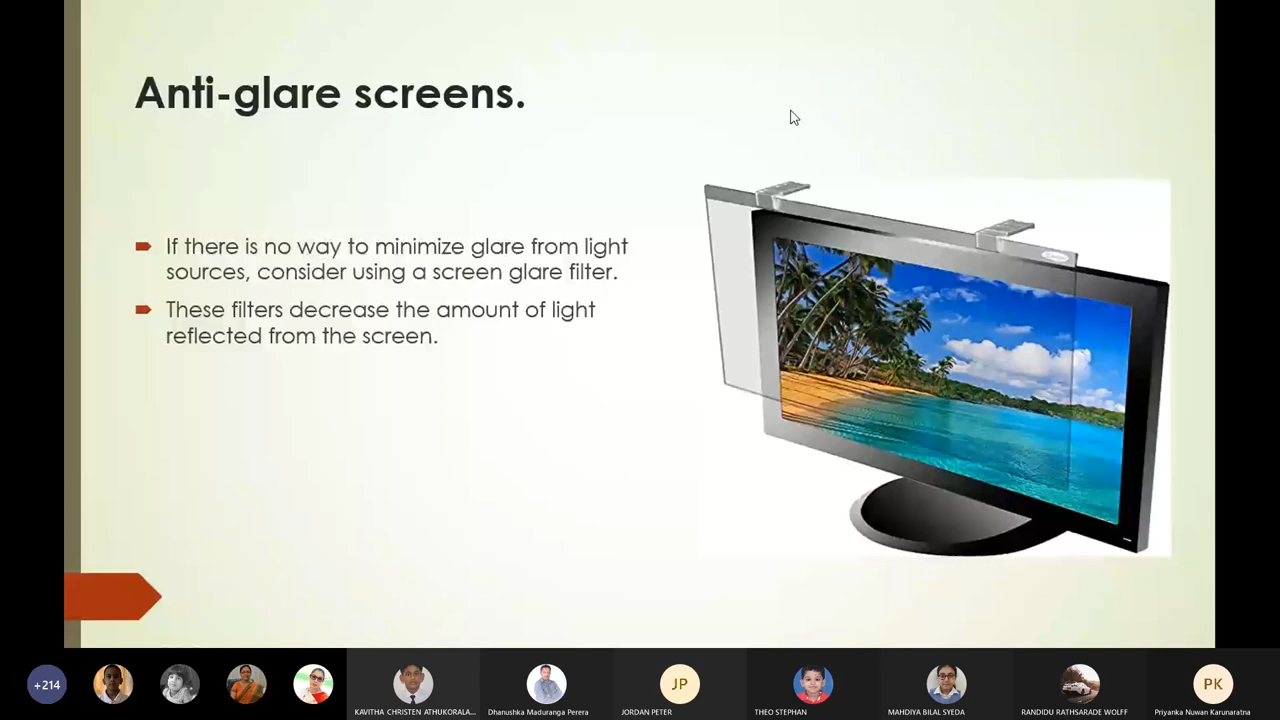 Anti-glare screens.
If there is no way to minimize glare from light
sources, consider using a screen glare filter.
These filters decrease the amount of light
reflected from the screen.
+214
KAVITHA CHRISTEN ATHUKORALA...
Dhanushka Maduranga Perera
JP
JORDAN PETER
THEO STEPHAN
MAHDIYA BILAL SYEDA
RANDIDU RATHSARADE WOLFF
PK
Priyanka Nuwan Karunaratna